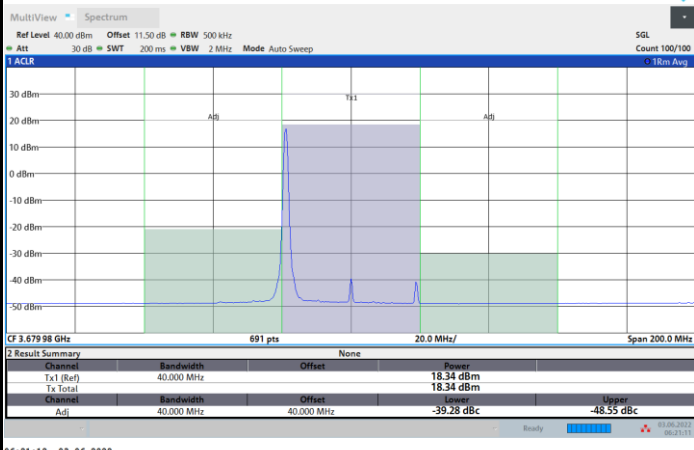 MultiView Spectrum
Ref Level 40.00 dBm Offset 11.50 dB RBW 500 kHz SGL
Att 30 dB SWT 200 ms VBW 2 MHz Mode Auto Sweep Count 100/100
1 ACLR 1Rm Avg
30 dBm
Tx1
20 dBm
Adj Adj
10 dBm
0 dBm
-10 dBm
-20 dBm
-30 dBm
-40 dBm
-50 dBm
CF 3.679 98 GHz 691 pts 20.0 MHz/ Span 200.0 MHz
2 Result Summary None
Channel Bandwidth Offset Power
Tx1 (Ref) 40.000 MHz 18.34 dBm
Tx Total 18.34 dBm
Channel Bandwidth Offset Lower Upper
Adj 40.000 MHz 40.000 MHz -39.28 dBc -48.55 dBc
Ready 03.06.2022
06:21:11